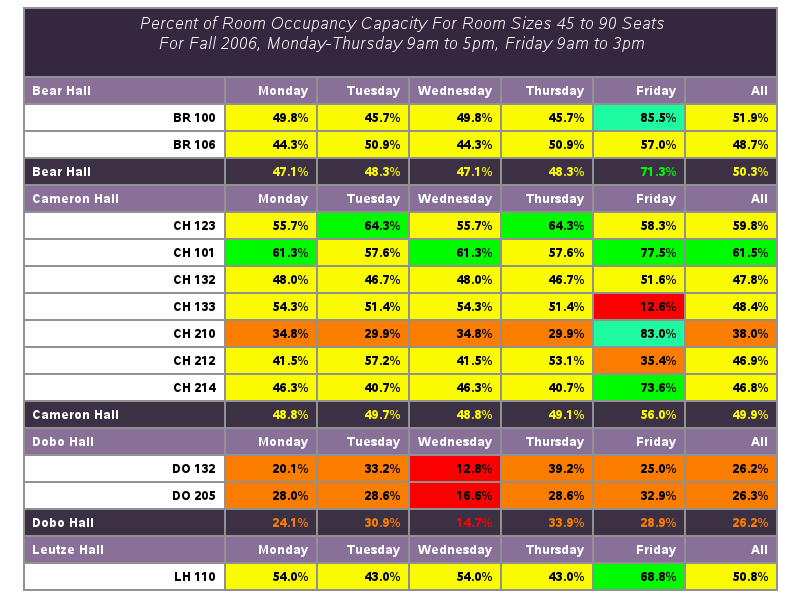 Percent of Room Occupancy Capacity For Room Sizes 45 to 90 Seats
For Fall 2006, Monday-Thursday 9am to 5pm, Friday 9am to 3pm
Bear Hall Monday Tuesday Wednesday Thursday Friday All
BR 100 49.8% 45.7% 49.8% 45.7% 85.5% 51.9%
BR 106 44.3% 50.9% 44.3% 50.9% 57.0% 48.7%
Bear Hall 47.1% 48.3% 47.1% 48.3% 71.3% 50.3%
Cameron Hall Monday Tuesday Wednesday Thursday Friday All
CH 123 55.7% 64.3% 55.7% 64.3% 58.3% 59.8%
CH 101 61.3% 57.6% 61.3% 57.6% 77.5% 61.5%
CH 132 48.0% 46.7% 48.0% 46.7% 51.6% 47.8%
CH 133 54.3% 51.4% 54.3% 51.4% 12.6% 48.4%
CH 210 34.8% 29.9% 34.8% 29.9% 83.0% 38.0%
CH 212 41.5% 57.2% 41.5% 53.1% 35.4% 46.9%
CH 214 46.3% 40.7% 46.3% 40.7% 73.6% 46.8%
Cameron Hall 48.8% 49.7% 48.8% 49.1% 56.0% 49.9%
Dobo Hall Monday Tuesday Wednesday Thursday Friday All
DO 132 20.1% 33.2% 12.8% 39.2% 25.0% 26.2%
DO 205 28.0% 28.6% 16.6% 28.6% 32.9% 26.3%
Dobo Hall 24.1% 30.9% 14.7% 33.9% 28.9% 26.2%
Leutze Hall Monday Tuesday Wednesday Thursday Friday All
LH 110 54.0% 43.0% 54.0% 43.0% 68.8% 50.8%